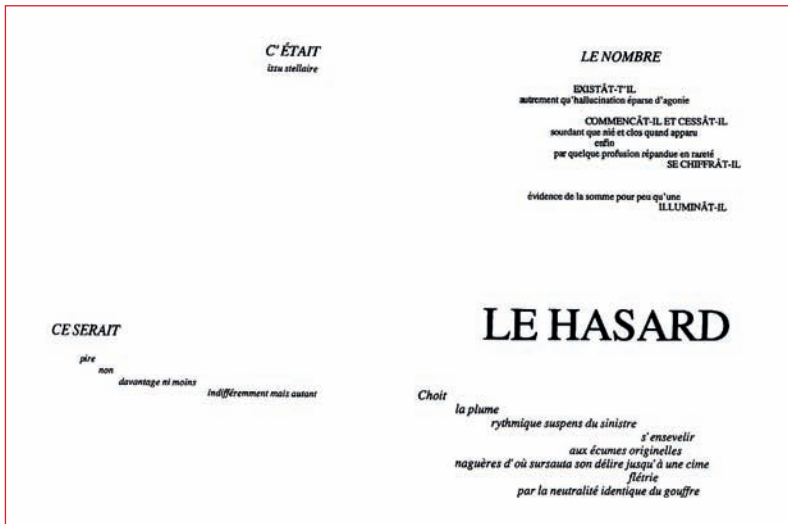 C'ÉTAIT
issu stellaire
LE NOMBRE
EXISTÂT-T'IL
autrement qu'hallucination éparse d'agonie
COMMENCÂT-IL ET CESSÂT-IL
sourdant que nié et clos quand apparu
enfin
par quelque profusion répandue en rareté
SE CHIFFRÂT-IL
évidence de la somme pour peu qu'une
ILLUMINÂT-IL
CE SERAIT
pire
non
davantage ni moins
indifféremment mais autant
LE HASARD
Choit
la plume
rythmique suspens du sinistre
s'ensevelir
aux écumes originelles
naguères d'où sursauta son délire jusqu'à une cime
flétrie
par la neutralité identique du gouffre